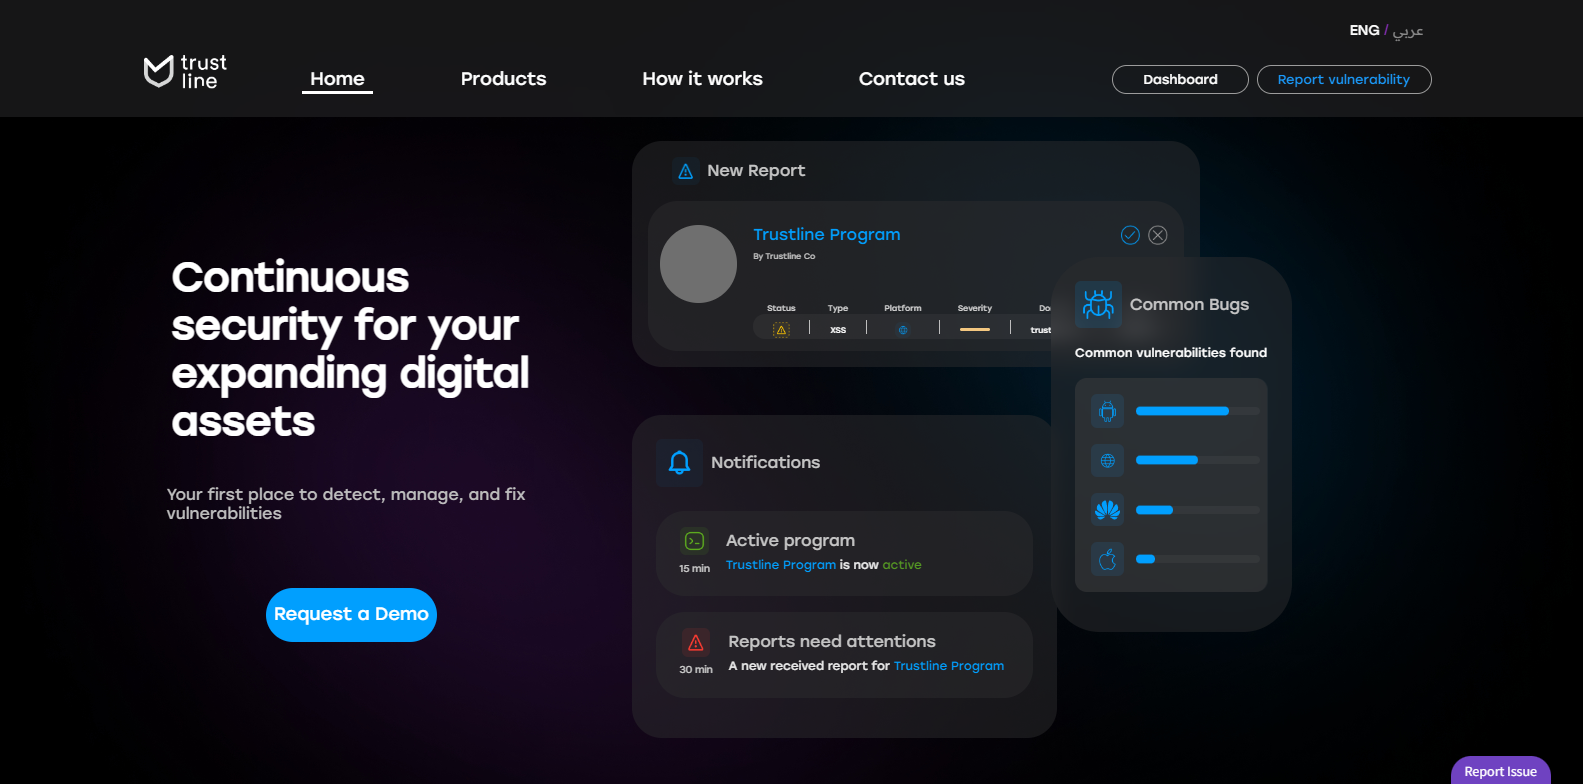 ENG / عربي
trust
line
Home
Products
How it works
Contact us
Dashboard
Report vulnerability
Continuous
security for your
expanding digital
assets
Your first place to detect, manage, and fix
vulnerabilities
Request a Demo
New Report
Trustline Program
By Trustline Co
Status Type Platform Severity Do
XSS trust
Common Bugs
Common vulnerabilities found
Notifications
Active program
15 min Trustline Program is now active
Reports need attentions
30 min A new received report for Trustline Program
Report Issue